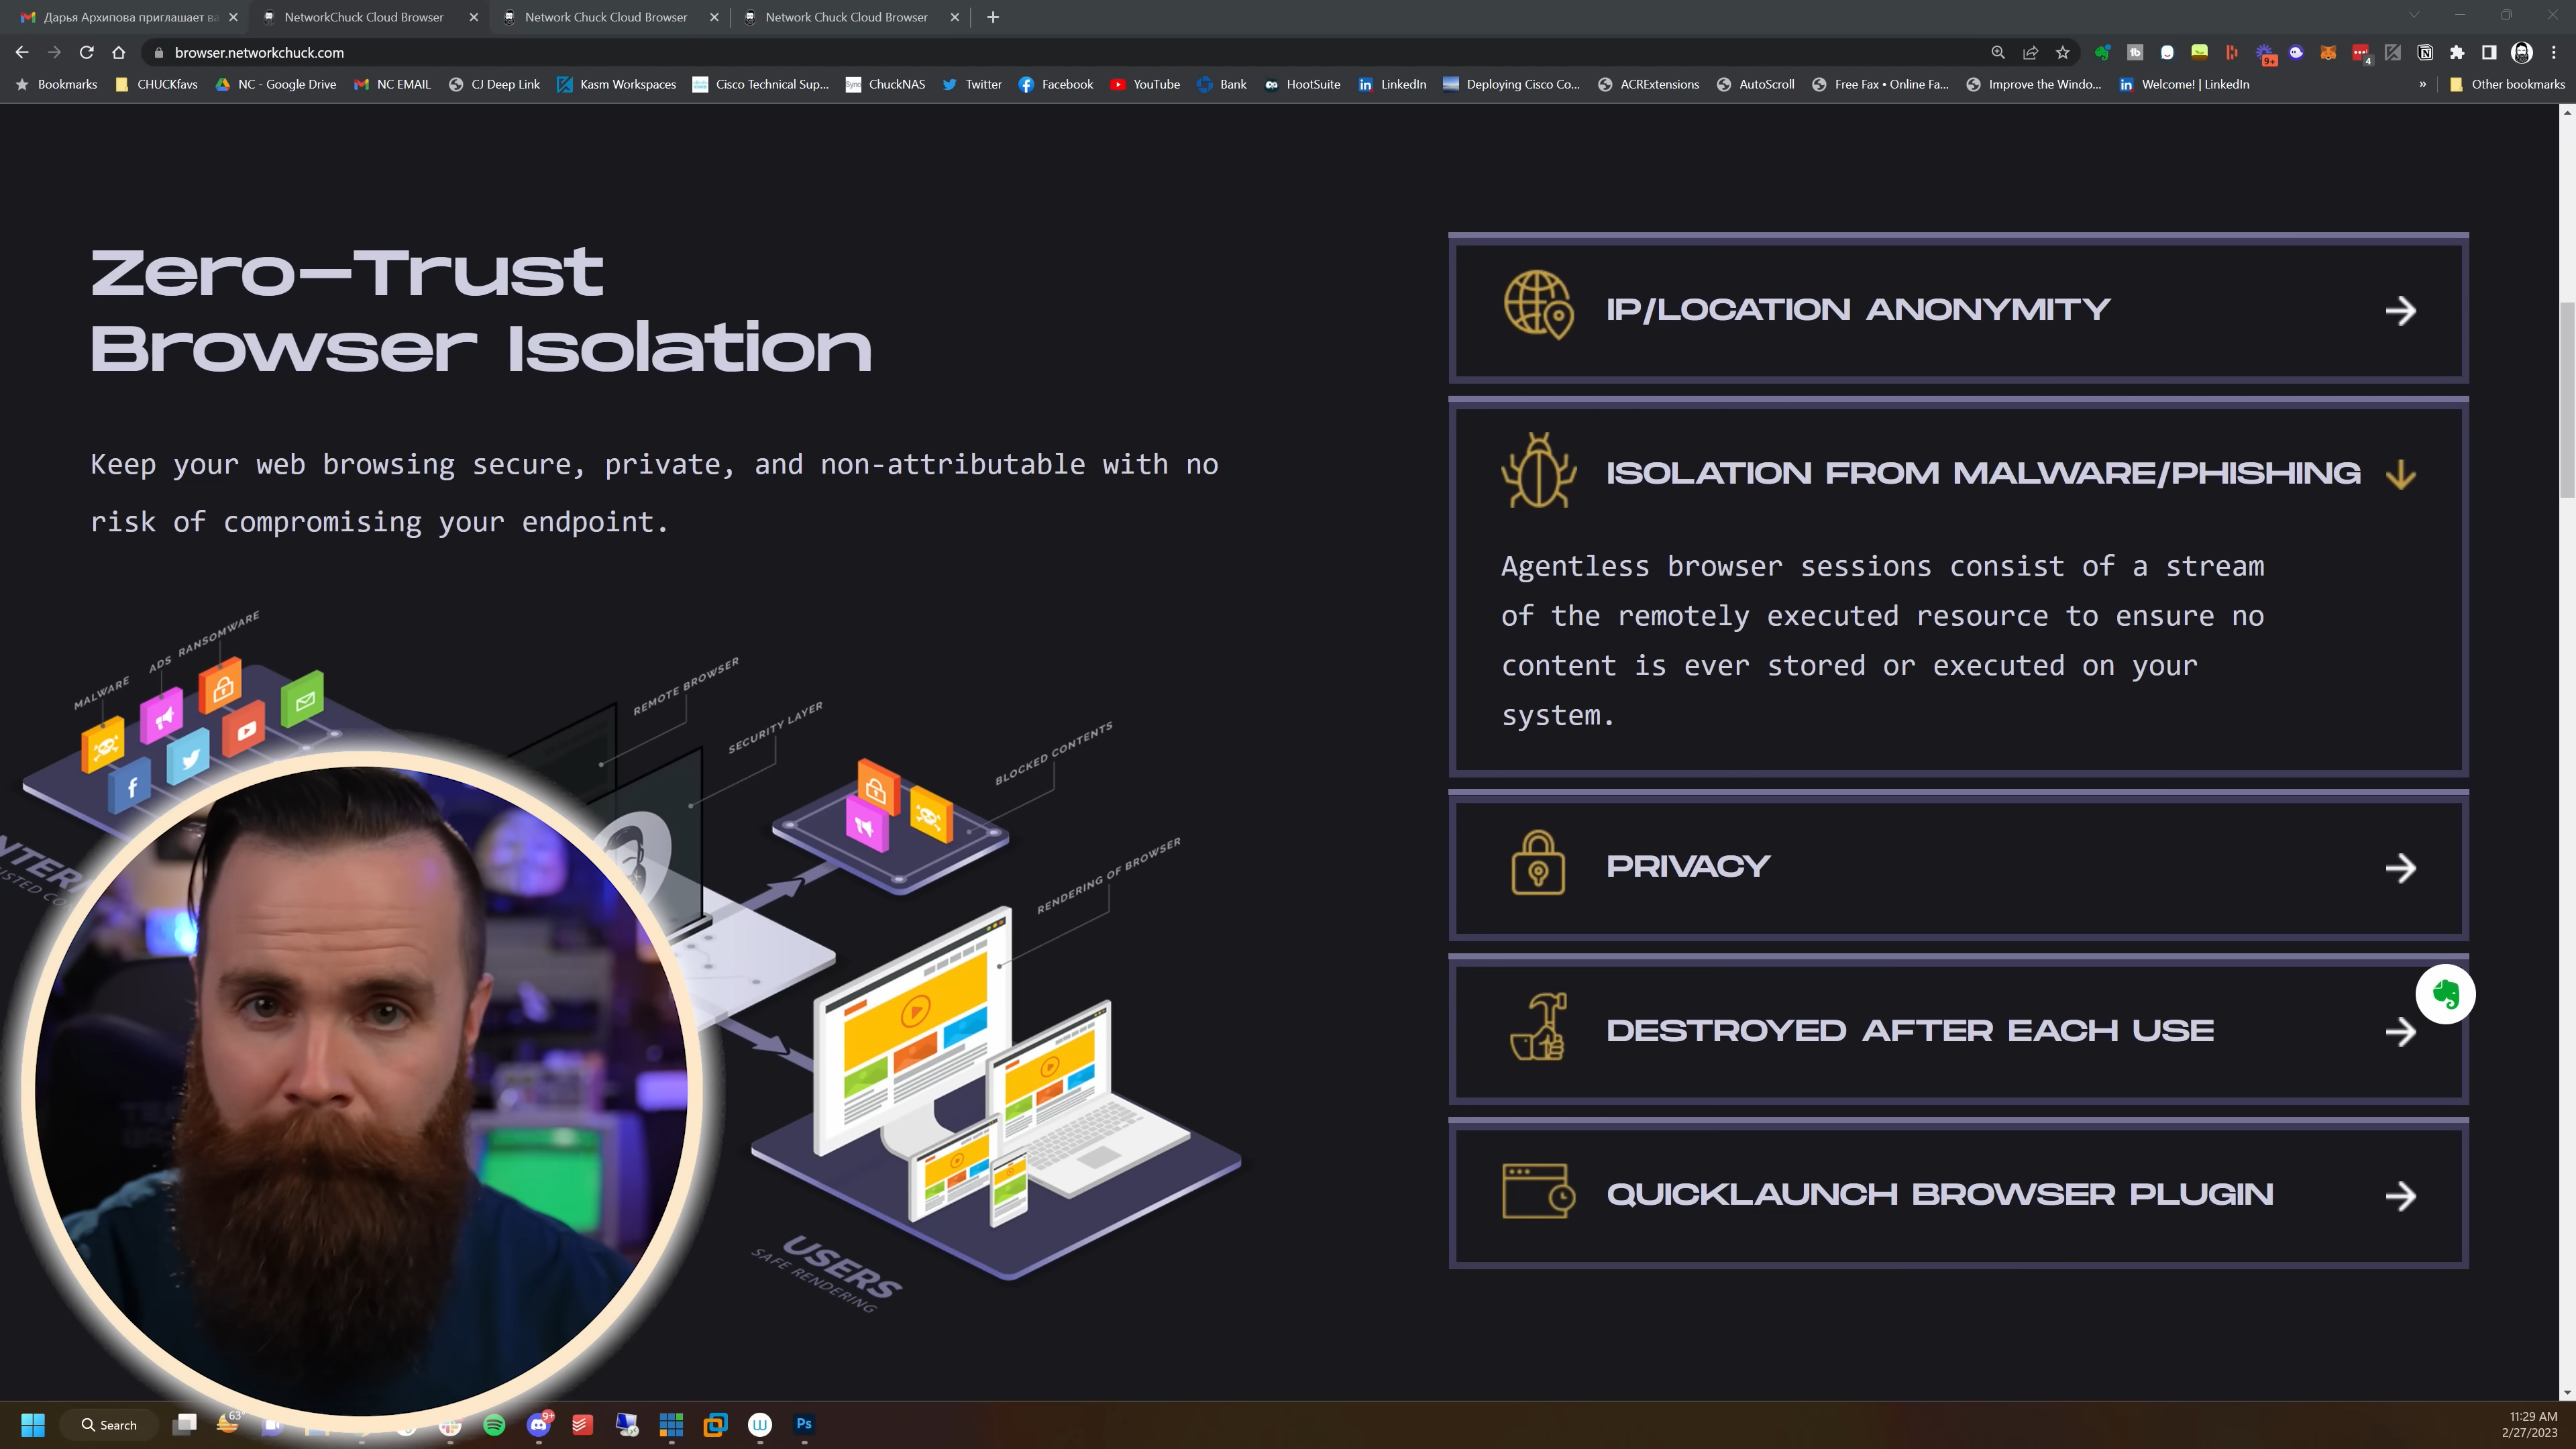 Дарья Архипова приглашает ва
NetworkChuck Cloud Browser
Network Chuck Cloud Browser
Network Chuck Cloud Browser
browser.networkchuck.com
9+
4
Bookmarks
CHUCKfavs
NC - Google Drive
NC EMAIL
CJ Deep Link
Kasm Workspaces
Cisco Technical Sup...
ChuckNAS
Twitter
Facebook
YouTube
Bank
HootSuite
LinkedIn
Deploying Cisco Co...
ACRExtensions
AutoScroll
Free Fax • Online Fa...
Improve the Windo...
Welcome! | LinkedIn
»
Other bookmarks
Zero-Trust
Browser Isolation
Keep your web browsing secure, private, and non-attributable with no
risk of compromising your endpoint.
MALWARE
ADS
RANSOMWARE
REMOTE BROWSER
SECURITY LAYER
BLOCKED CONTENTS
RENDERING OF BROWSER
USERS
SAFE RENDERING
IP/LOCATION ANONYMITY
ISOLATION FROM MALWARE/PHISHING
Agentless browser sessions consist of a stream
of the remotely executed resource to ensure no
content is ever stored or executed on your
system.
PRIVACY
DESTROYED AFTER EACH USE
QUICKLAUNCH BROWSER PLUGIN
Search
63°
9+
Ps
11:29 AM
2/27/2023